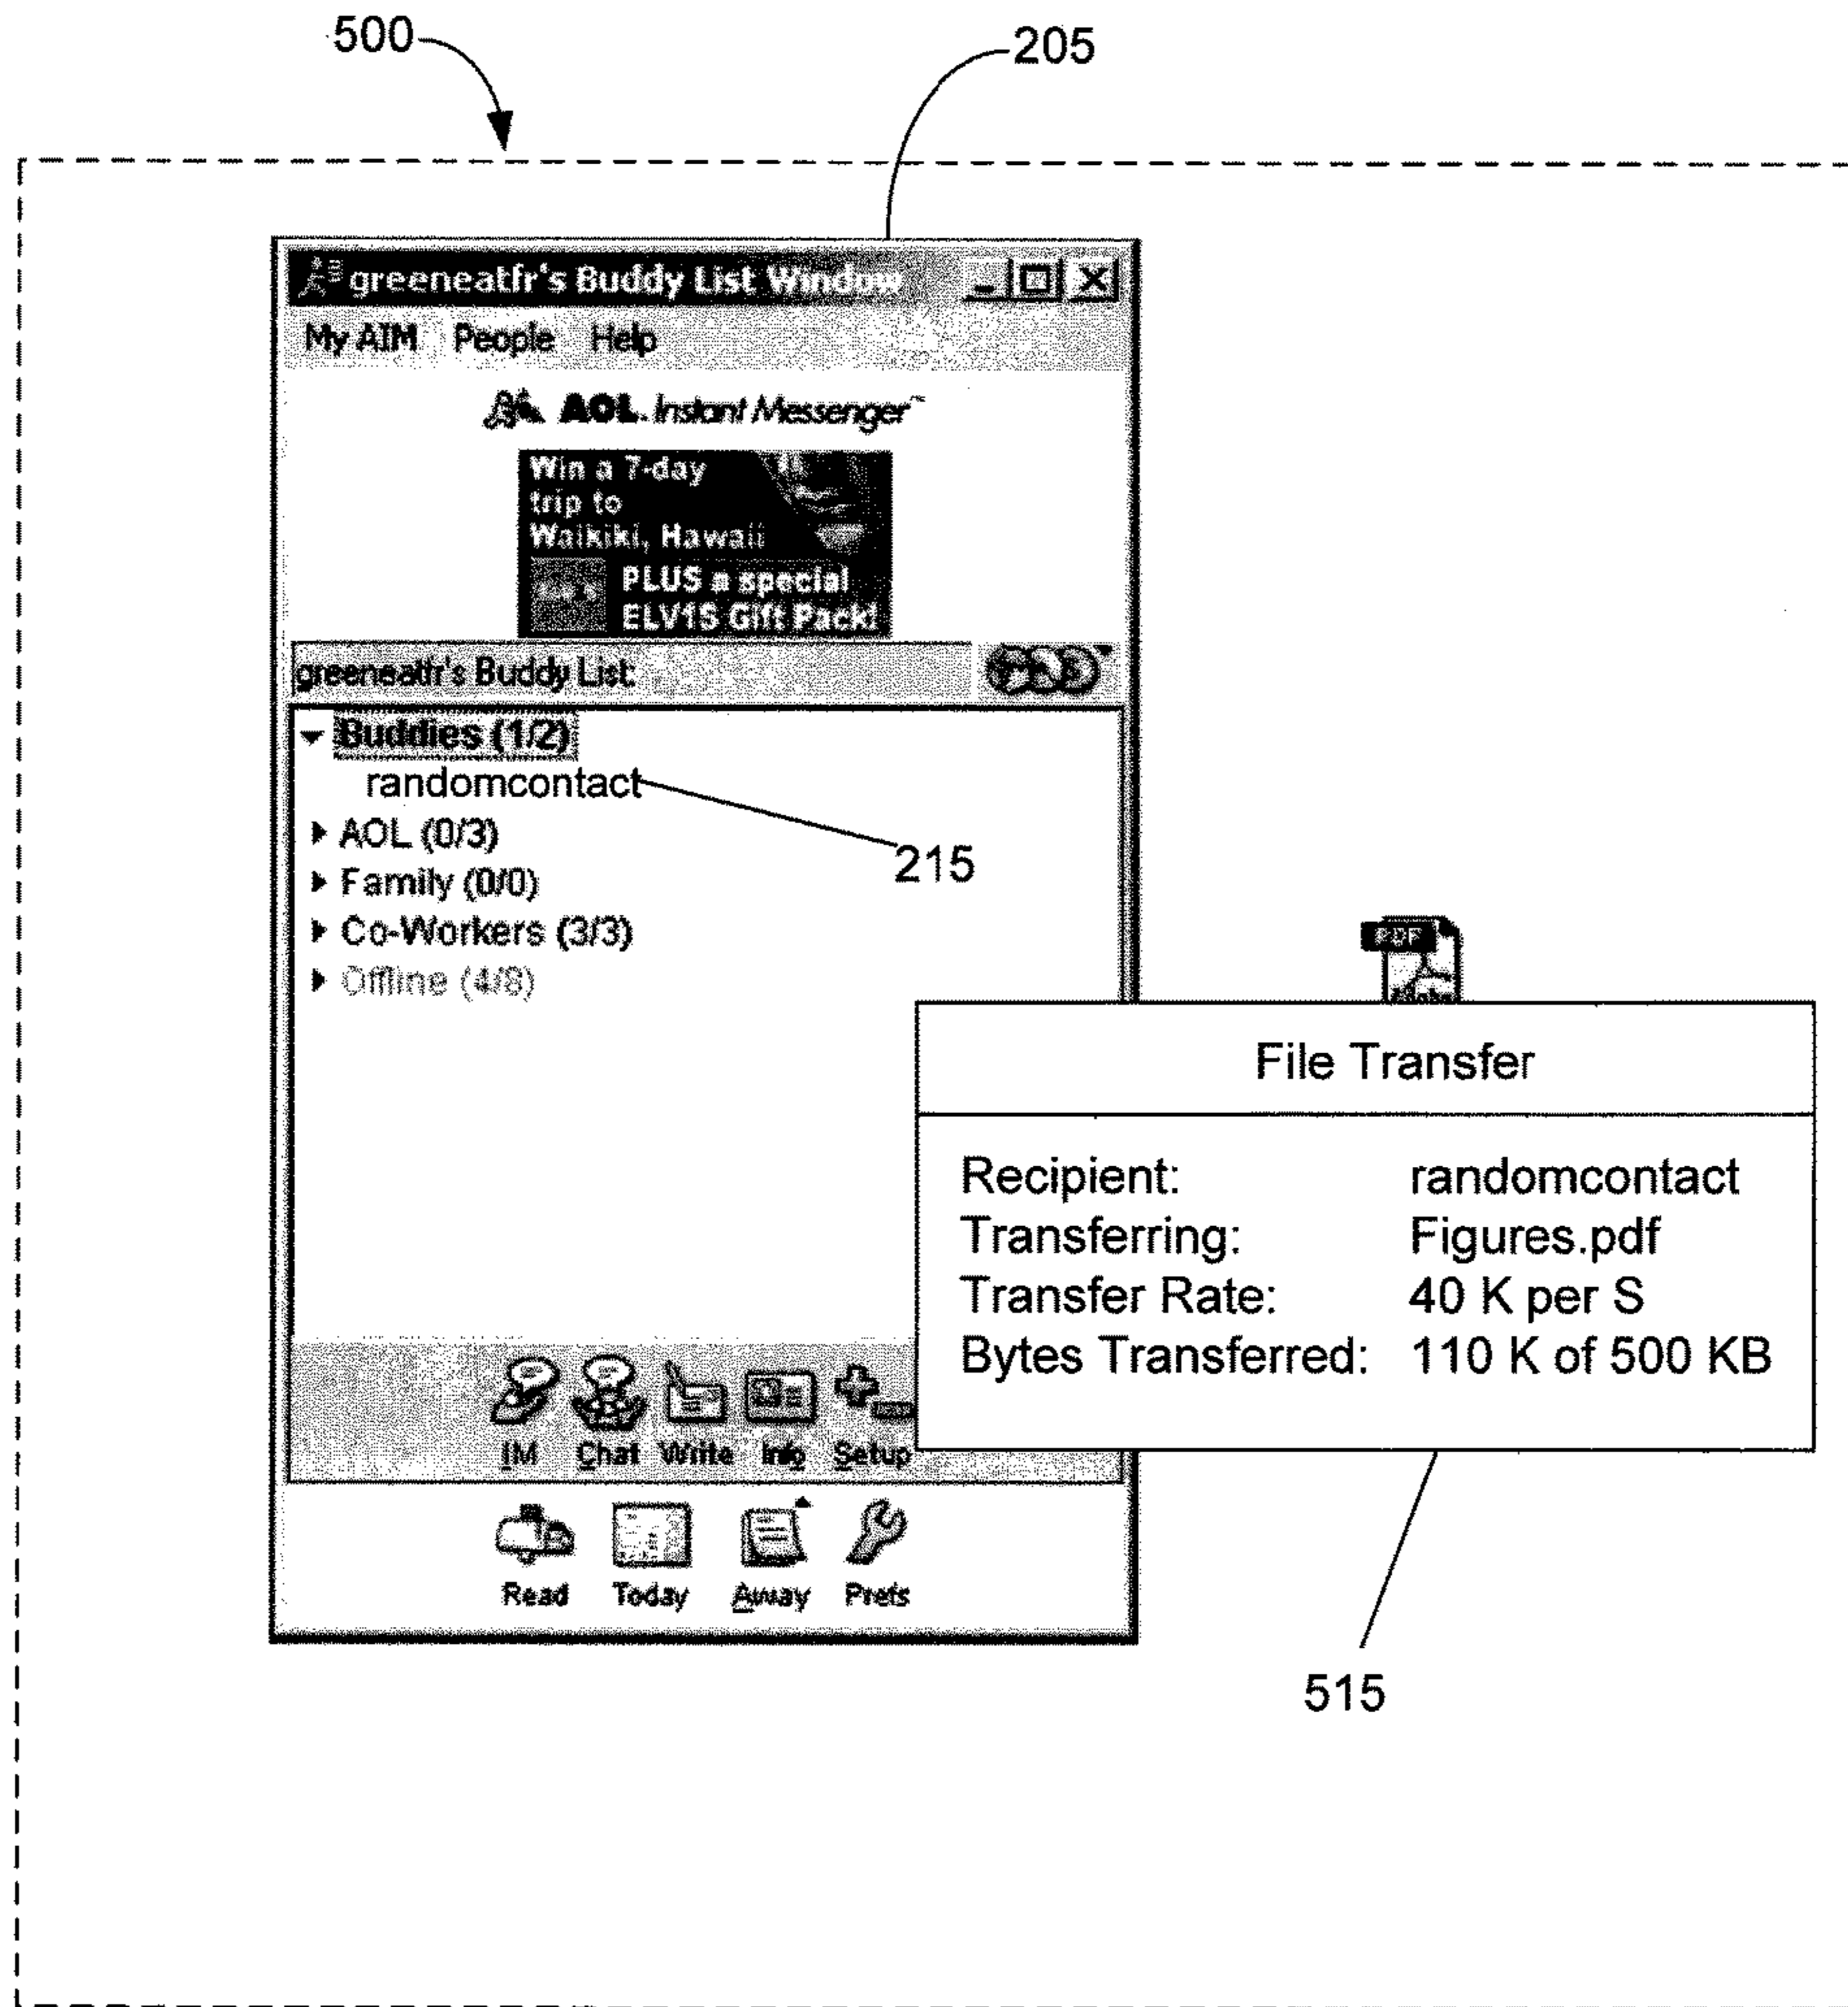 500
205
greeneatfr's Buddy List Window
My AIM People Help
AOL Instant Messenger™
Win a 7-day
trip to
Waikiki, Hawaii
PLUS a special
ELV1S Gift Pack!
greeneatfr's Buddy List:
Buddies (1/2)
randomcontact
AOL (0/3)
215
Family (0/0)
Co-Workers (3/3)
PDF
Offline (4/8)
Adobe
File Transfer
Recipient: randomcontact
Transferring: Figures.pdf
Transfer Rate: 40 K per S
Bytes Transferred: 110 K of 500 KB
IM Chat Write Info Setup
Read Today Away Prefs
515